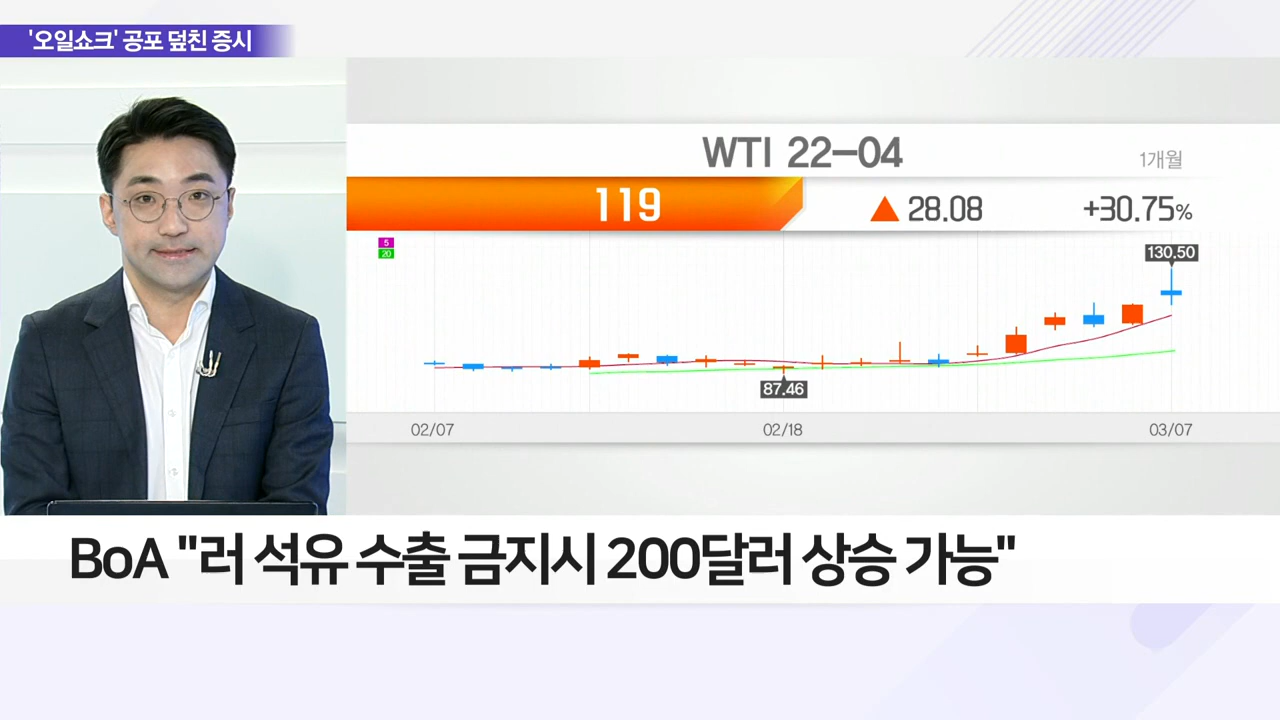 '오일쇼크' 공포 덮친 증시
WTI 22-04
1개월
119 ▲ 28.08 +30.75%
5
20
130.50
87.46
02/07 02/18 03/07
BoA "러 석유 수출 금지시 200달러 상승 가능"